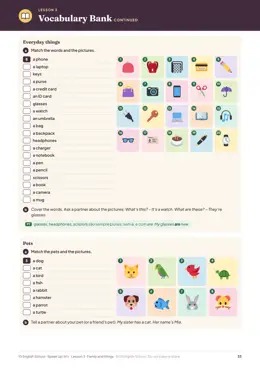 LESSON 5
Vocabulary Bank CONTINUED
Everyday things
Match the words and the pictures.
a phone
a laptop
keys
a purse
a credit card
an ID card
glasses
a watch
an umbrella
a bag
a backpack
headphones
a charger
a notebook
a pen
a pencil
scissors
a book
a camera
a mug
Cover the words. Ask a partner about the pictures: What's this? – It's a watch. What are these? – They're
glasses.
Pets
Match the pets and the pictures.
a dog
a cat
a bird
a fish
a rabbit
a hamster
a parrot
a turtle
Tell a partner about your pet (or a friend's pet): My sister has a cat. Her name's Mia.